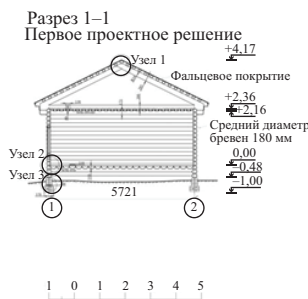 Разрез 1–1
Первое проектное решение
+4,17
Узел 1
Фальцевое покрытие
+2,36
+2,16
Средний диаметр
бревен 180 мм
Узел 2
0,00
Узел 3
–0,48
–1,00
5721
1
2
1 0 1 2 3 4 5